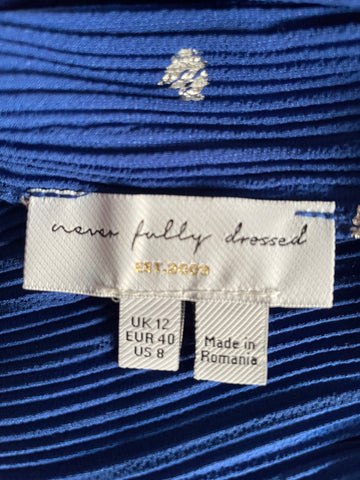 never fully dressed
EST.2009
UK 12
EUR 40
US 8
Made in
Romania